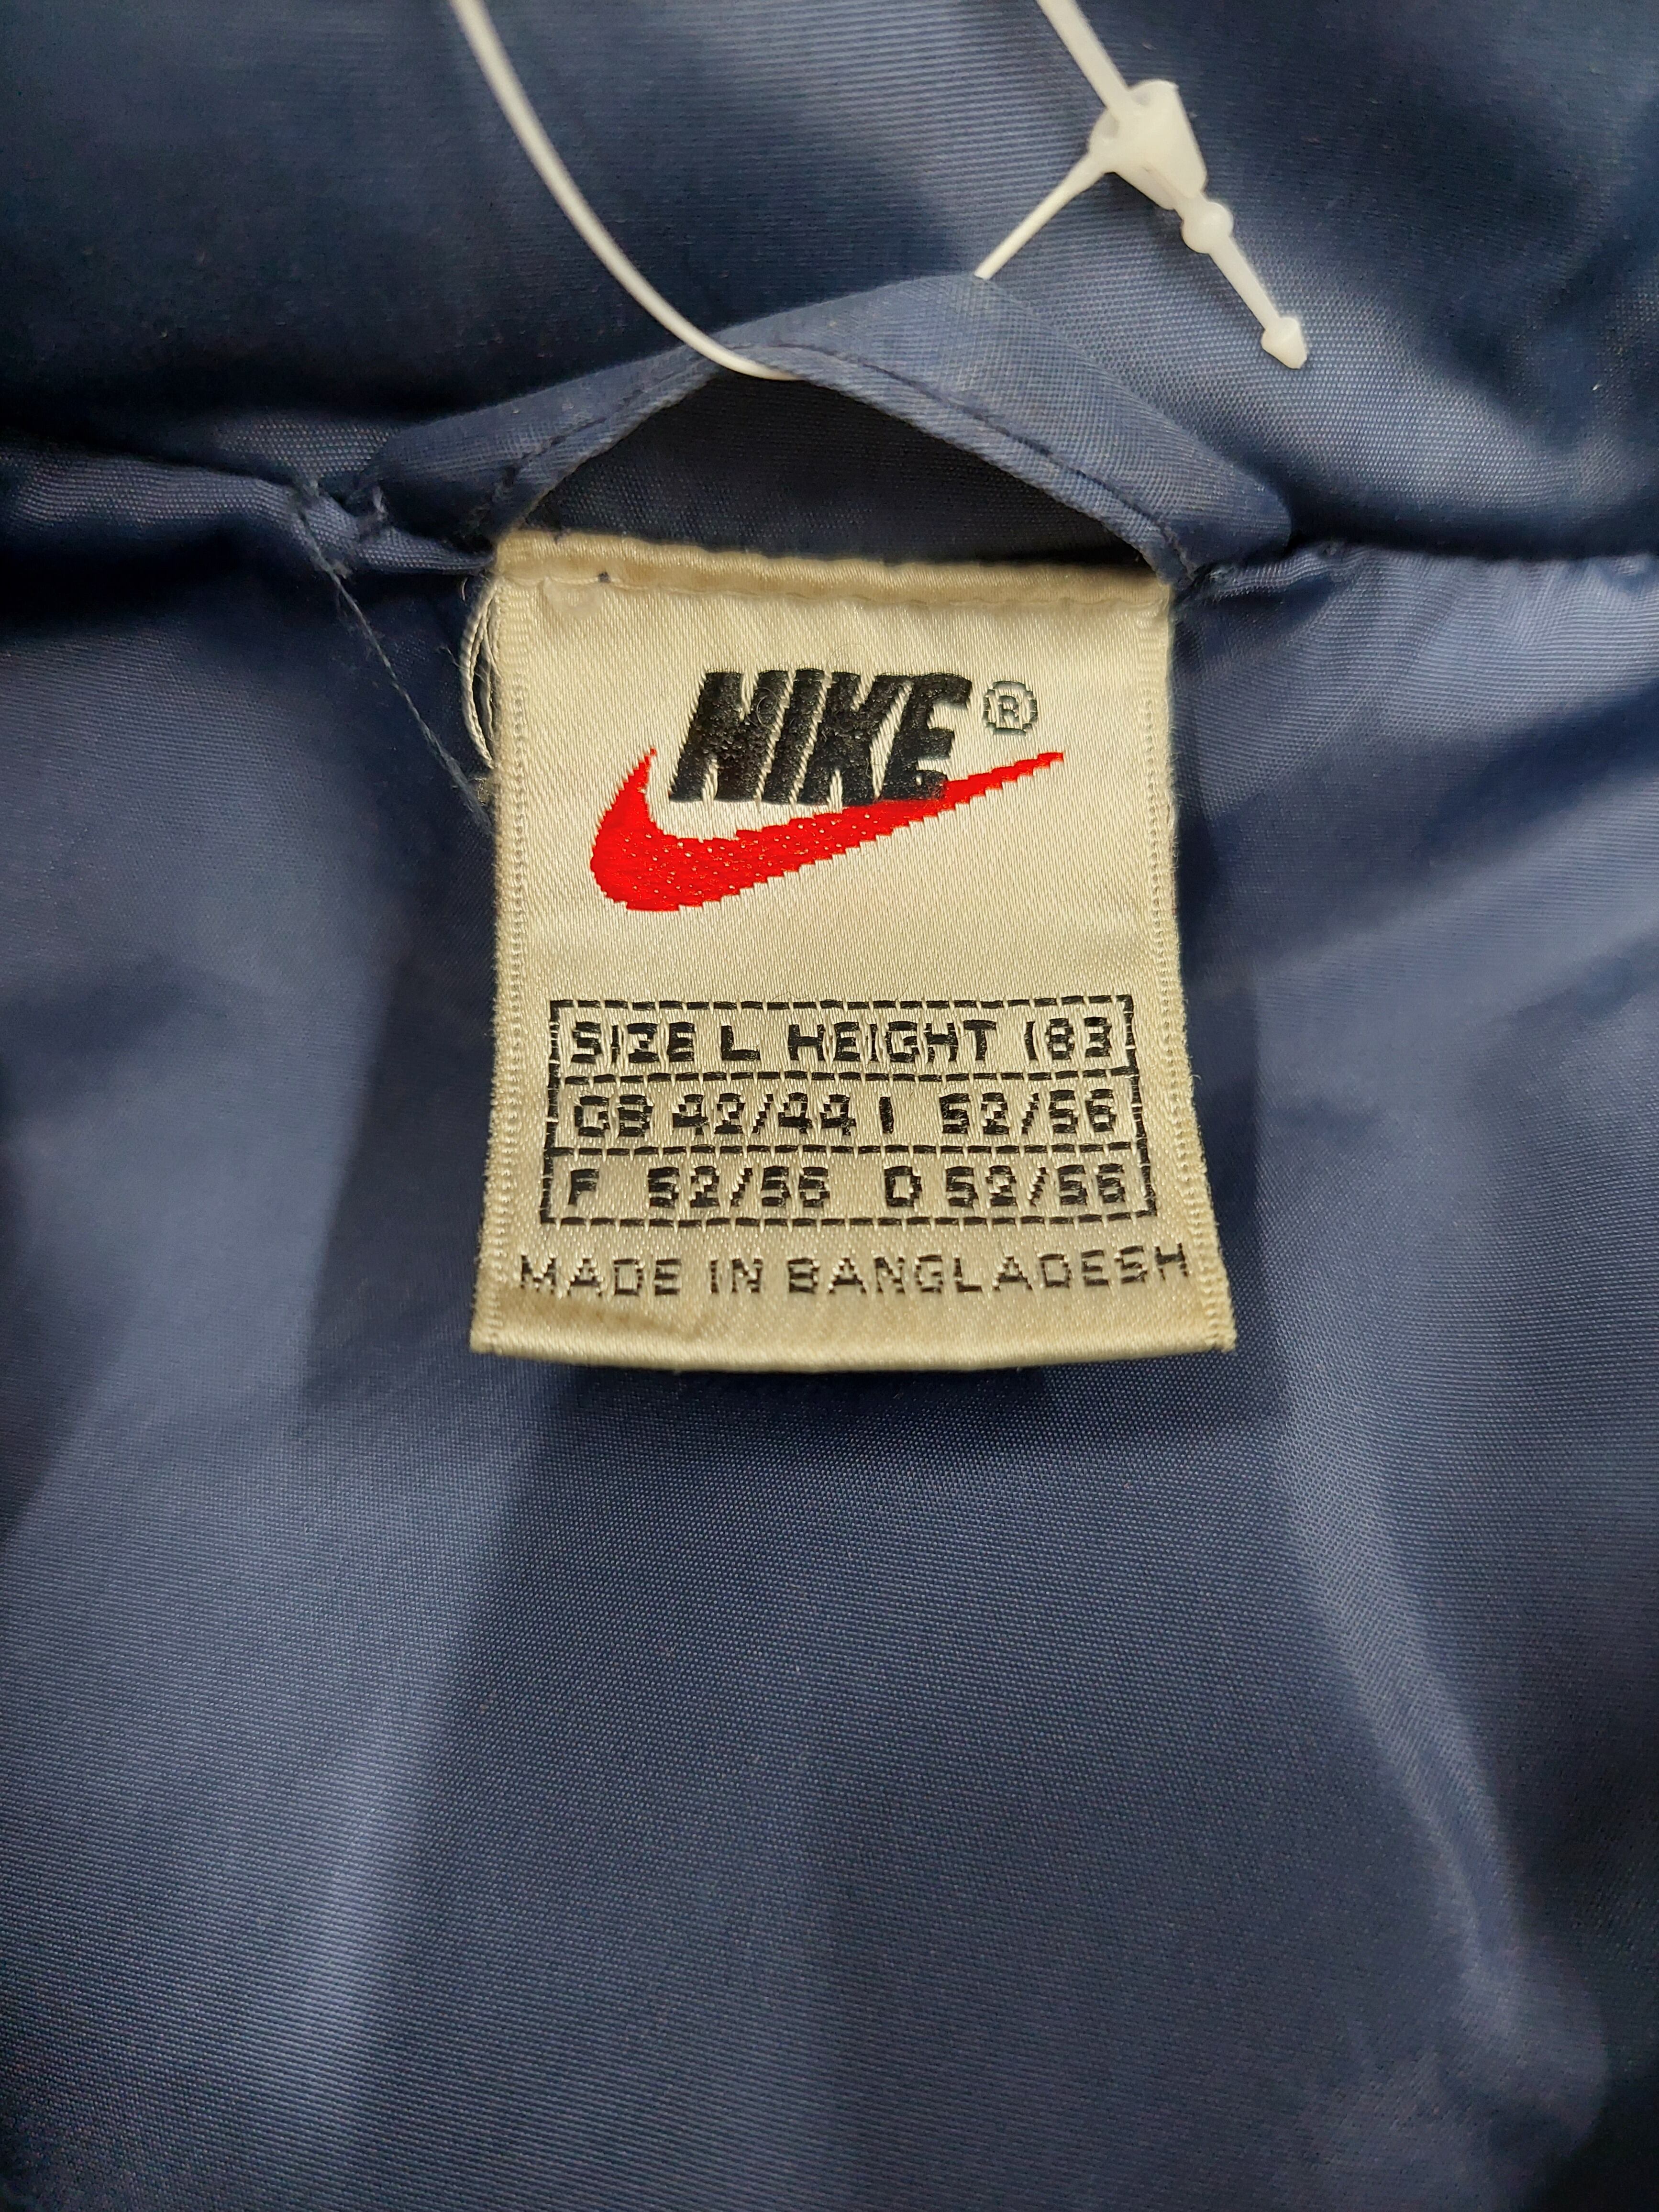 NIKE®
SIZE L HEIGHT 183
GB 42/44 I 52/56
F 52/56 D 52/56
MADE IN BANGLADESH